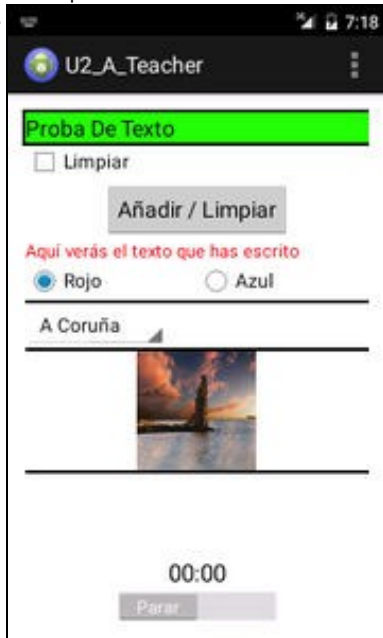 7:18
U2_A_Teacher
Proba De Texto
Limpiar
Añadir / Limpiar
Aquí verás el texto que has escrito
Rojo Azul
A Coruña
00:00
Parar